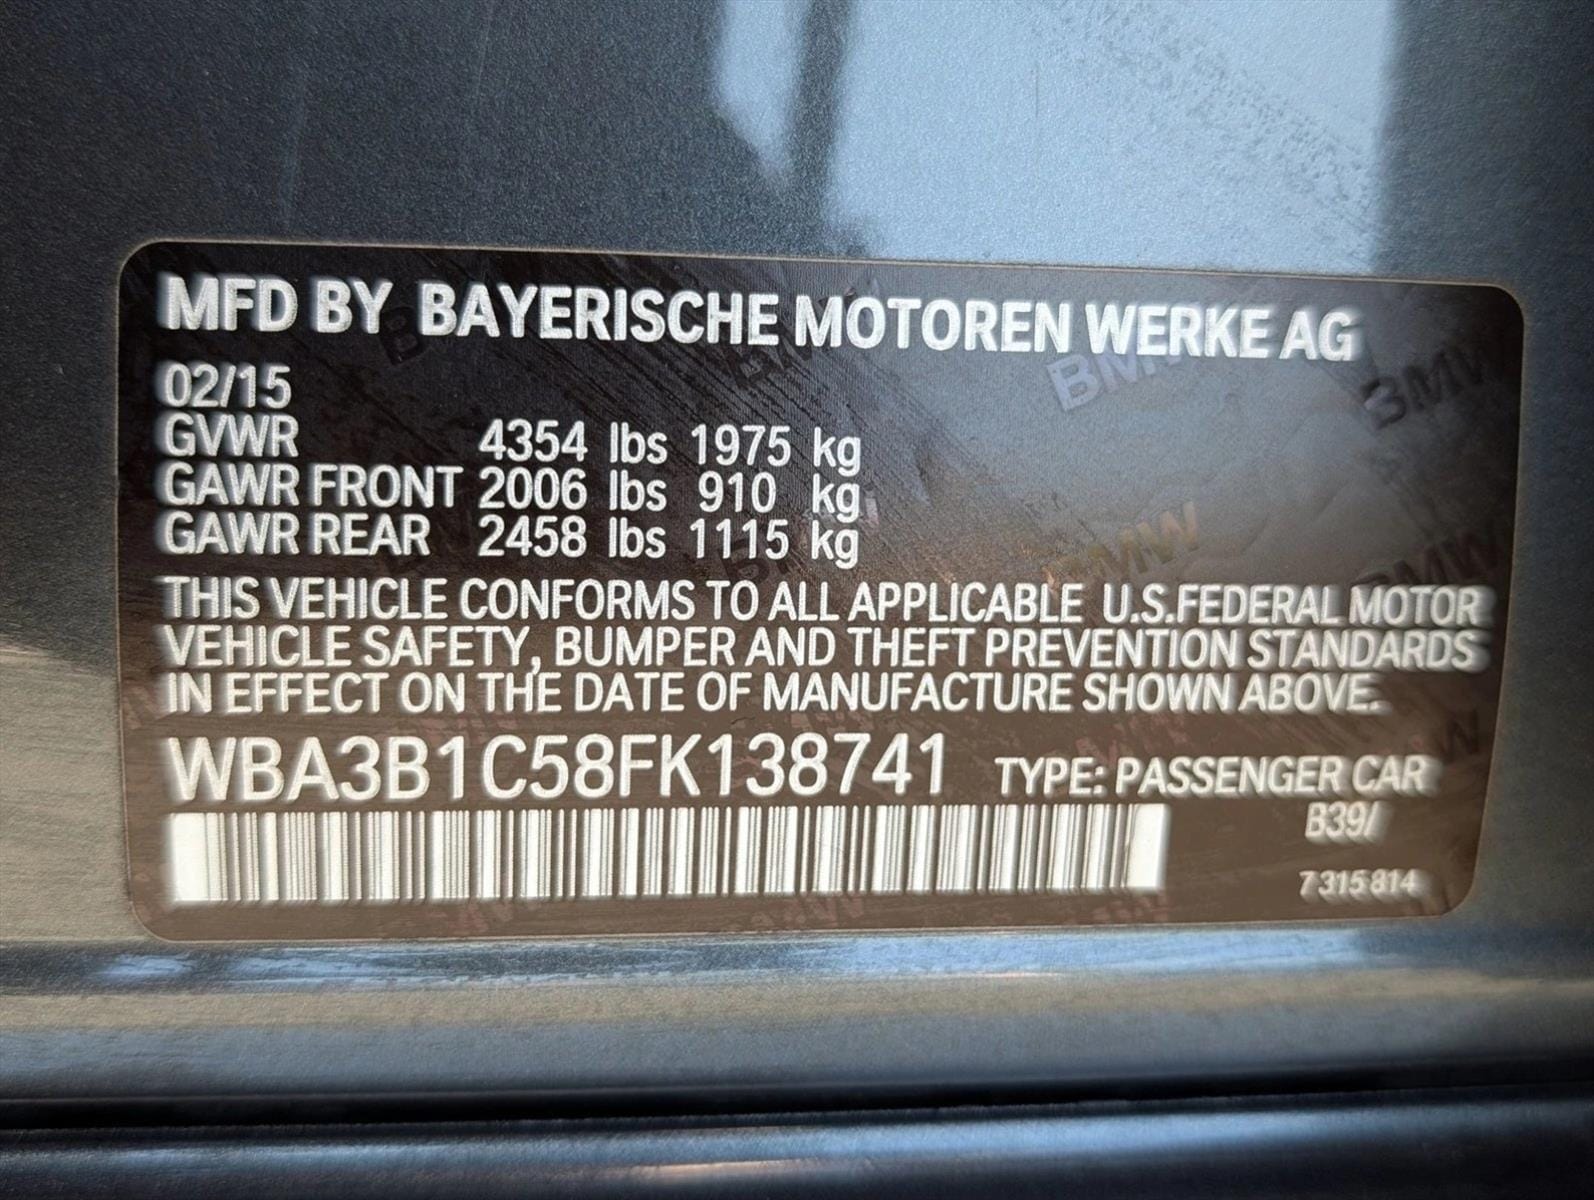 MFD BY BAYERISCHE MOTOREN WERKE AG
02/15
GVWR 4354 lbs 1975 kg
GAWR FRONT 2006 lbs 910 kg
GAWR REAR 2458 lbs 1115 kg
THIS VEHICLE CONFORMS TO ALL APPLICABLE U.S.FEDERAL MOTOR
VEHICLE SAFETY, BUMPER AND THEFT PREVENTION STANDARDS
IN EFFECT ON THE DATE OF MANUFACTURE SHOWN ABOVE.
WBA3B1C58FK138741 TYPE: PASSENGER CAR
B39/
7 315 814